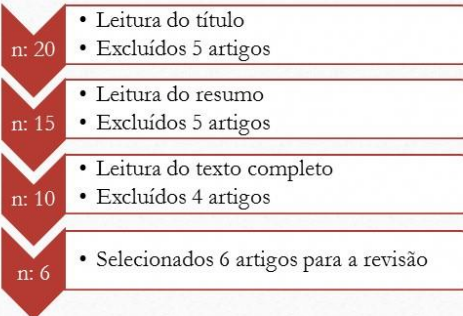 n: 20
• Leitura do título
• Excluídos 5 artigos
n: 15
• Leitura do resumo
• Excluídos 5 artigos
n: 10
• Leitura do texto completo
• Excluídos 4 artigos
n: 6
• Selecionados 6 artigos para a revisão